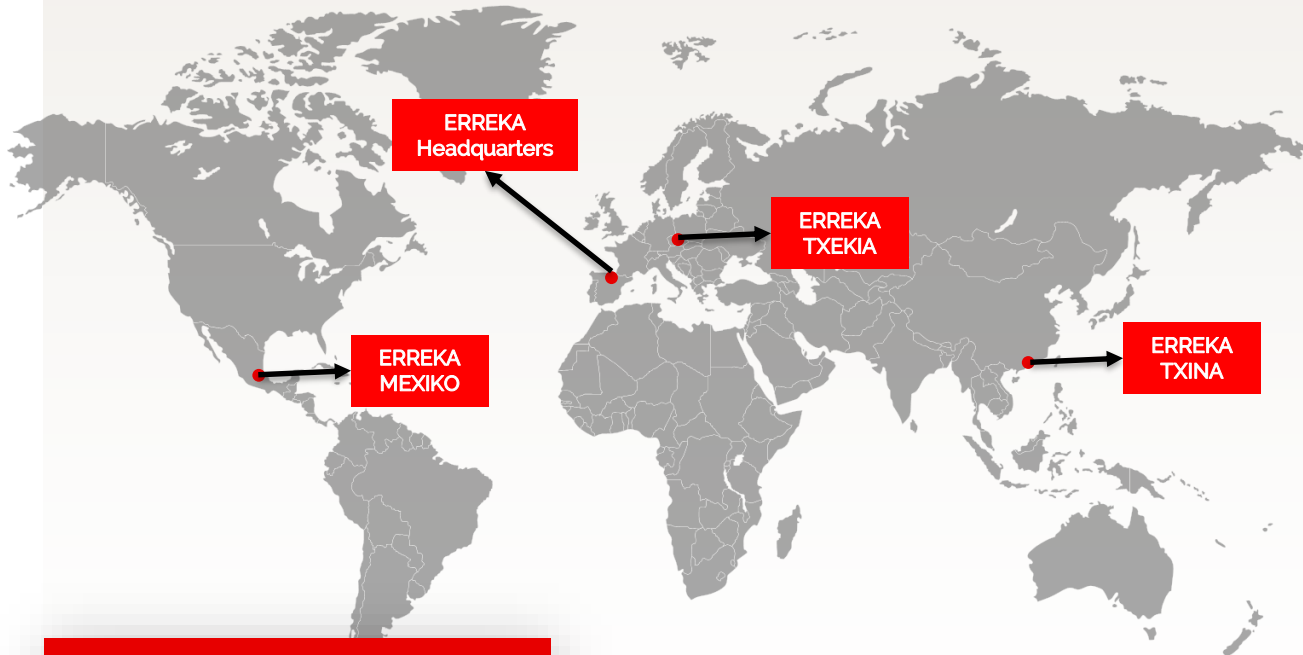 ERREKA
Headquarters
ERREKA
TXEKIA
ERREKA
MEXIKO
ERREKA
TXINA